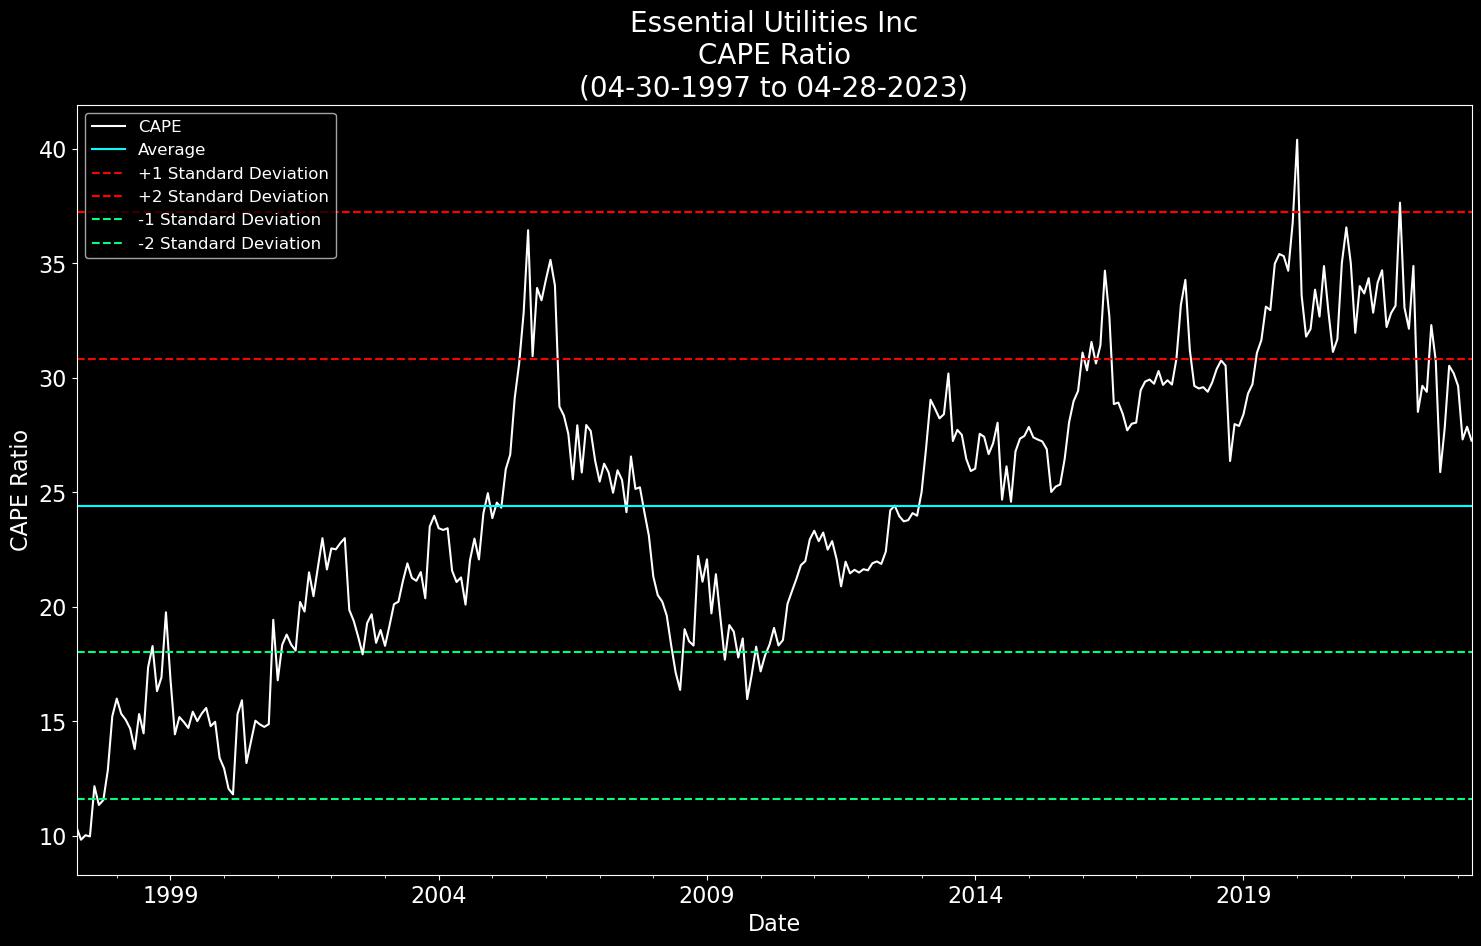 Essential Utilities Inc
CAPE Ratio
(04-30-1997 to 04-28-2023)
CAPE
Average
+1 Standard Deviation
+2 Standard Deviation
-1 Standard Deviation
-2 Standard Deviation
40
35
30
25
20
15
10
CAPE Ratio
1999
2004
2009
2014
2019
Date